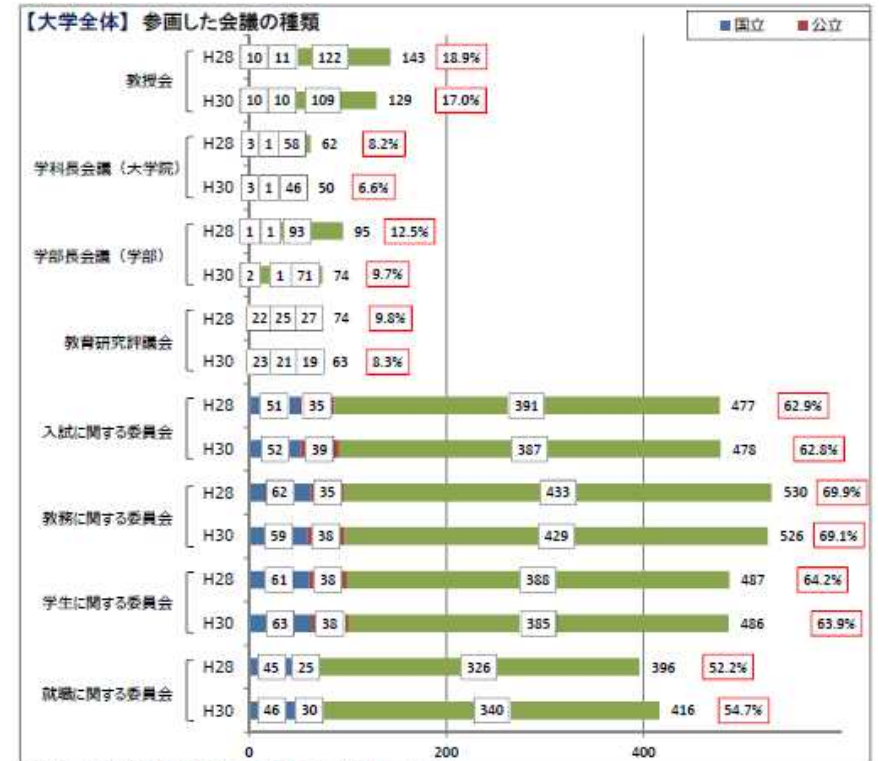 【大学全体】参画した会議の種類
■国立 ■公立
教授会
H28 10 11 122 143 18.9%
H30 10 10 109 129 17.0%
学科長会議（大学院）
H28 3 1 58 62 8.2%
H30 3 1 46 50 6.6%
学部長会議（学部）
H28 1 1 93 95 12.5%
H30 2 1 71 74 9.7%
教育研究評議会
H28 22 25 27 74 9.8%
H30 23 21 19 63 8.3%
入試に関する委員会
H28 51 35 391 477 62.9%
H30 52 39 387 478 62.8%
教務に関する委員会
H28 62 35 433 530 69.9%
H30 59 38 429 526 69.1%
学生に関する委員会
H28 61 38 388 487 64.2%
H30 63 38 385 486 63.9%
就職に関する委員会
H28 45 25 326 396 52.2%
H30 46 30 340 416 54.7%
0 200 400